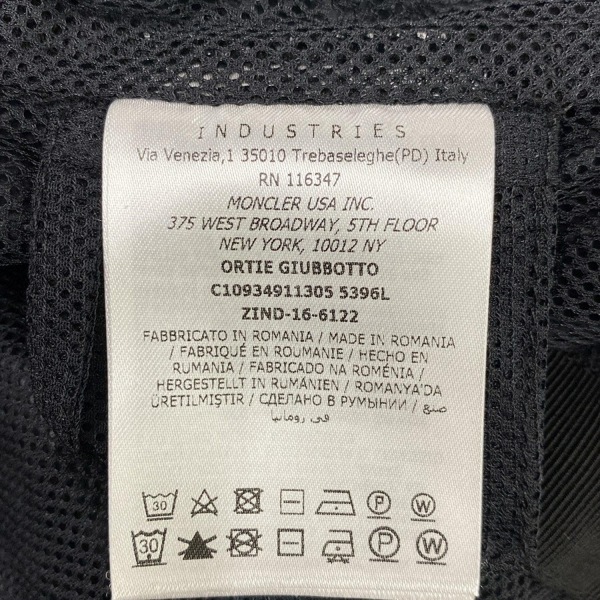 INDUSTRIES
Via Venezia,1 35010 Trebaseleghe(PD) Italy
RN 116347
MONCLER USA INC.
375 WEST BROADWAY, 5TH FLOOR
NEW YORK, 10012 NY
ORTIE GIUBBOTTO
C10934911305 5396L
ZIND-16-6122
FABBRICATO IN ROMANIA / MADE IN ROMANIA
/ FABRIQUÉ EN ROUMANIE / HECHO EN
RUMANIA / FABRICADO NA ROMÉNIA /
HERGESTELLT IN RUMÄNIEN / ROMANYA'DA
ÜRETILMIŞTIR / СДЕЛАНО В РУМЫНИИ / صنع
في رومانيا
30 P W
30 P W